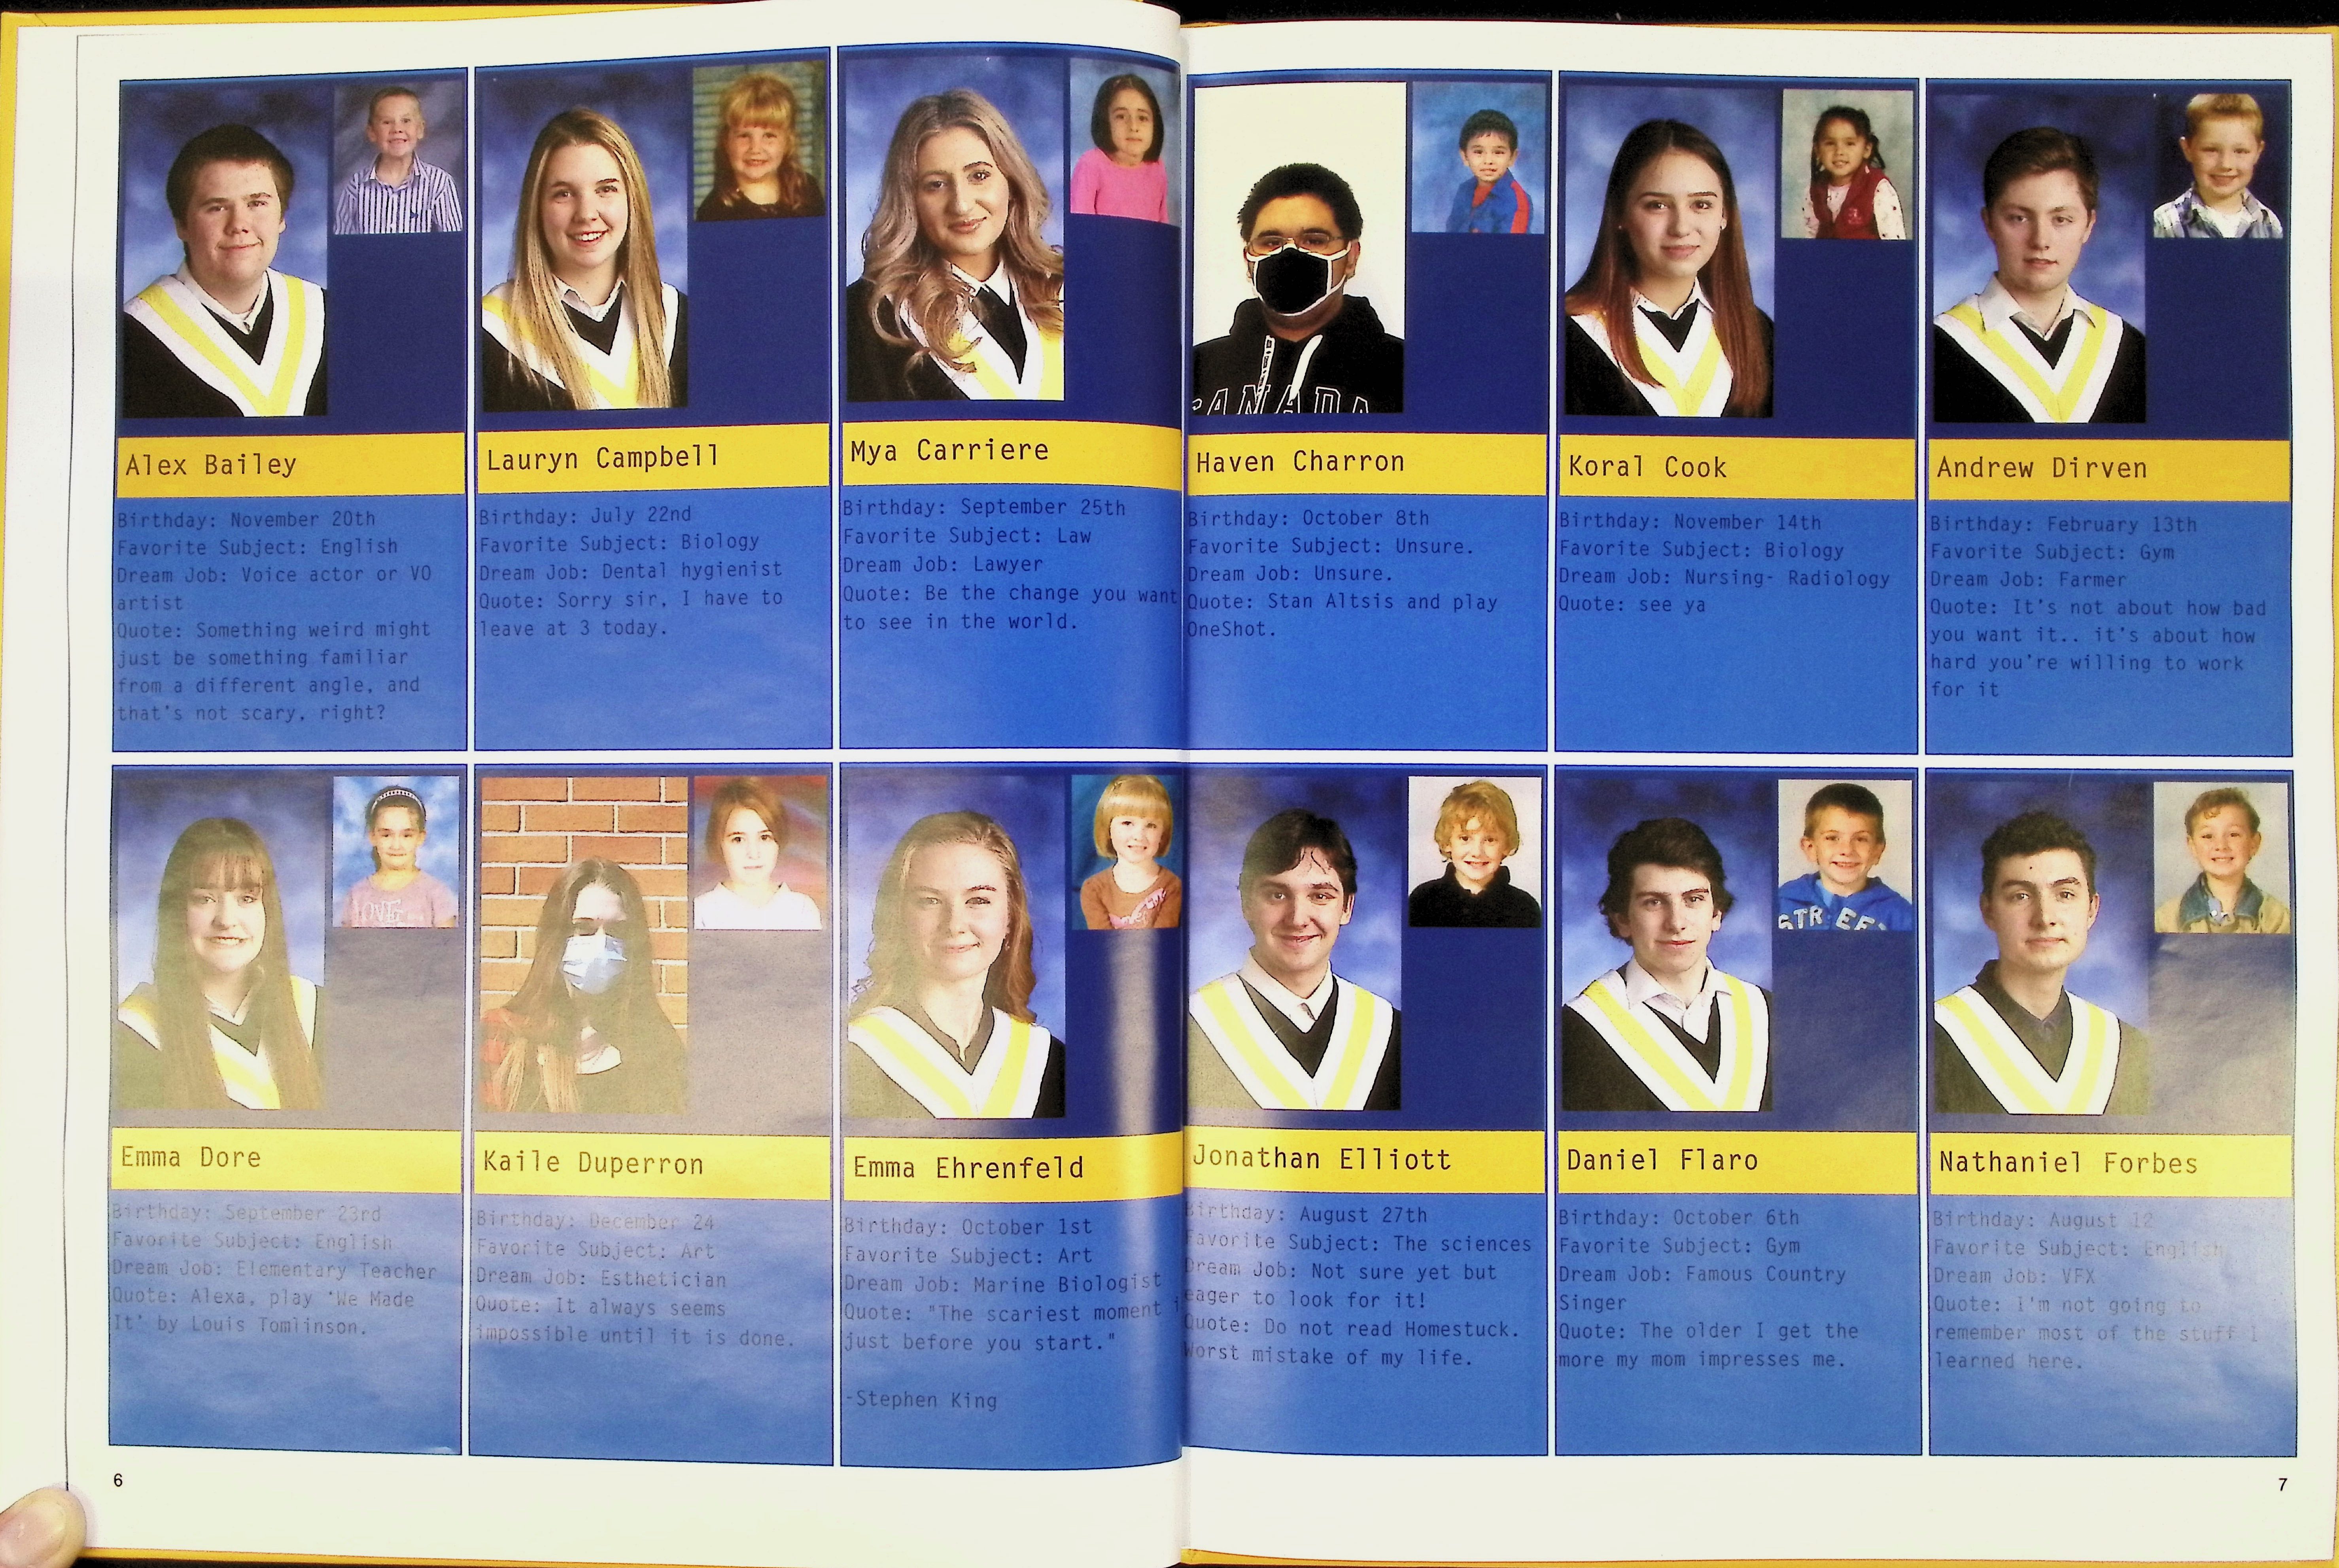 CANADA
Alex Bailey
Birthday: November 20th
Favorite Subject: English
Dream Job: Voice actor or VO
artist
Quote: Something weird might
just be something familiar
from a different angle, and
that's not scary, right?
Lauryn Campbell
Birthday: July 22nd
Favorite Subject: Biology
Dream Job: Dental hygienist
Quote: Sorry sir, I have to
leave at 3 today.
Mya Carriere
Birthday: September 25th
Favorite Subject: Law
Dream Job: Lawyer
Quote: Be the change you want
to see in the world.
Haven Charron
Birthday: October 8th
Favorite Subject: Unsure.
Dream Job: Unsure.
Quote: Stan Altsis and play
OneShot.
Koral Cook
Birthday: November 14th
Favorite Subject: Biology
Dream Job: Nursing- Radiology
Quote: see ya
Andrew Dirven
Birthday: February 13th
Favorite Subject: Gym
Dream Job: Farmer
Quote: It's not about how bad
you want it.. it's about how
hard you're willing to work
for it
LOVE
STREET
Emma Dore
Birthday: September 23rd
Favorite Subject: English
Dream Job: Elementary Teacher
Quote: Alexa, play 'We Made
It' by Louis Tomlinson.
Kaile Duperron
Birthday: December 24
Favorite Subject: Art
Dream Job: Esthetician
Quote: It always seems
impossible until it is done.
Emma Ehrenfeld
Birthday: October 1st
Favorite Subject: Art
Dream Job: Marine Biologist
Quote: "The scariest moment i
just before you start."
-Stephen King
Jonathan Elliott
Birthday: August 27th
Favorite Subject: The sciences
Dream Job: Not sure yet but
eager to look for it!
Quote: Do not read Homestuck.
Worst mistake of my life.
Daniel Flaro
Birthday: October 6th
Favorite Subject: Gym
Dream Job: Famous Country
Singer
Quote: The older I get the
more my mom impresses me.
Nathaniel Forbes
Birthday: August 12
Favorite Subject: English
Dream Job: VFX
Quote: I'm not going to
remember most of the stuff I
learned here.
6
7